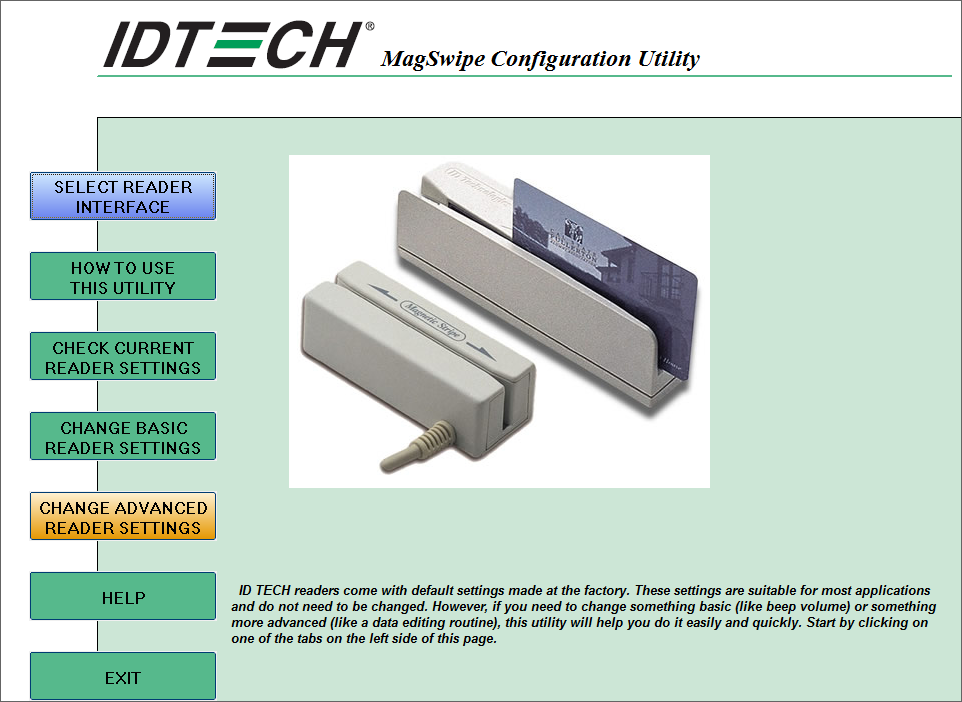 IDTECH®
MagSwipe Configuration Utility
SELECT READER
INTERFACE
HOW TO USE
THIS UTILITY
CHECK CURRENT
READER SETTINGS
CHANGE BASIC
READER SETTINGS
CHANGE ADVANCED
READER SETTINGS
HELP
EXIT
Magnetic Stripe
ID TECH readers come with default settings made at the factory. These settings are suitable for most applications
and do not need to be changed. However, if you need to change something basic (like beep volume) or something
more advanced (like a data editing routine), this utility will help you do it easily and quickly. Start by clicking on
one of the tabs on the left side of this page.